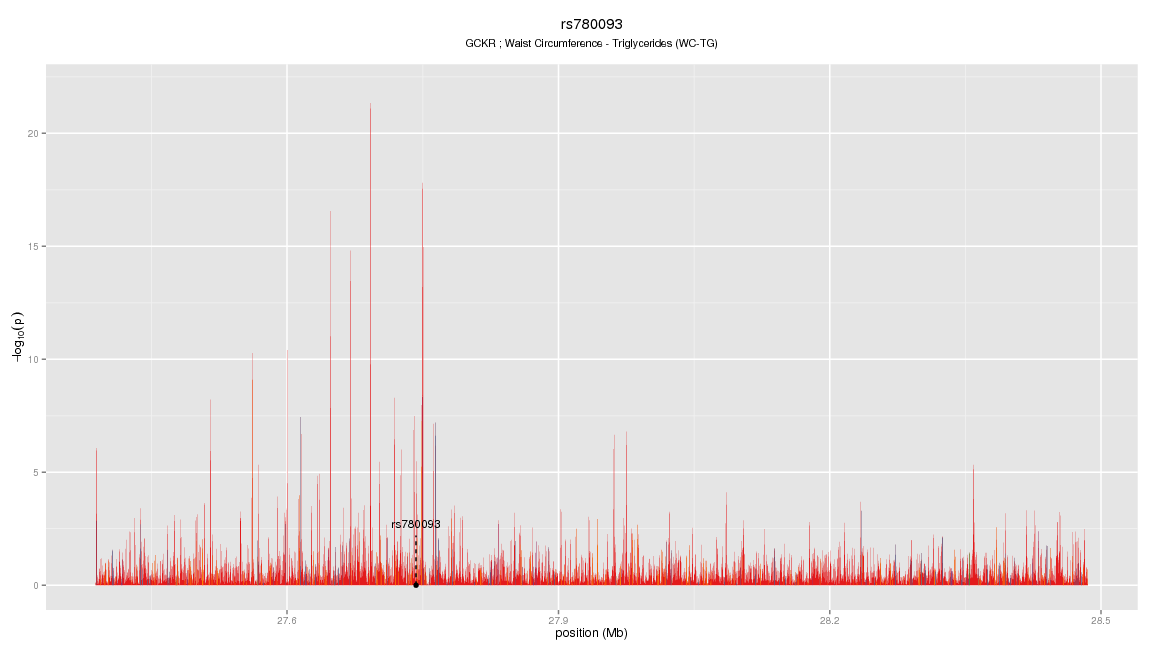 rs780093
GCKR ; Waist Circumference - Triglycerides (WC-TG)
20
15
10
5
0
−log10(p)
rs780093
27.6
27.9
28.2
28.5
position (Mb)